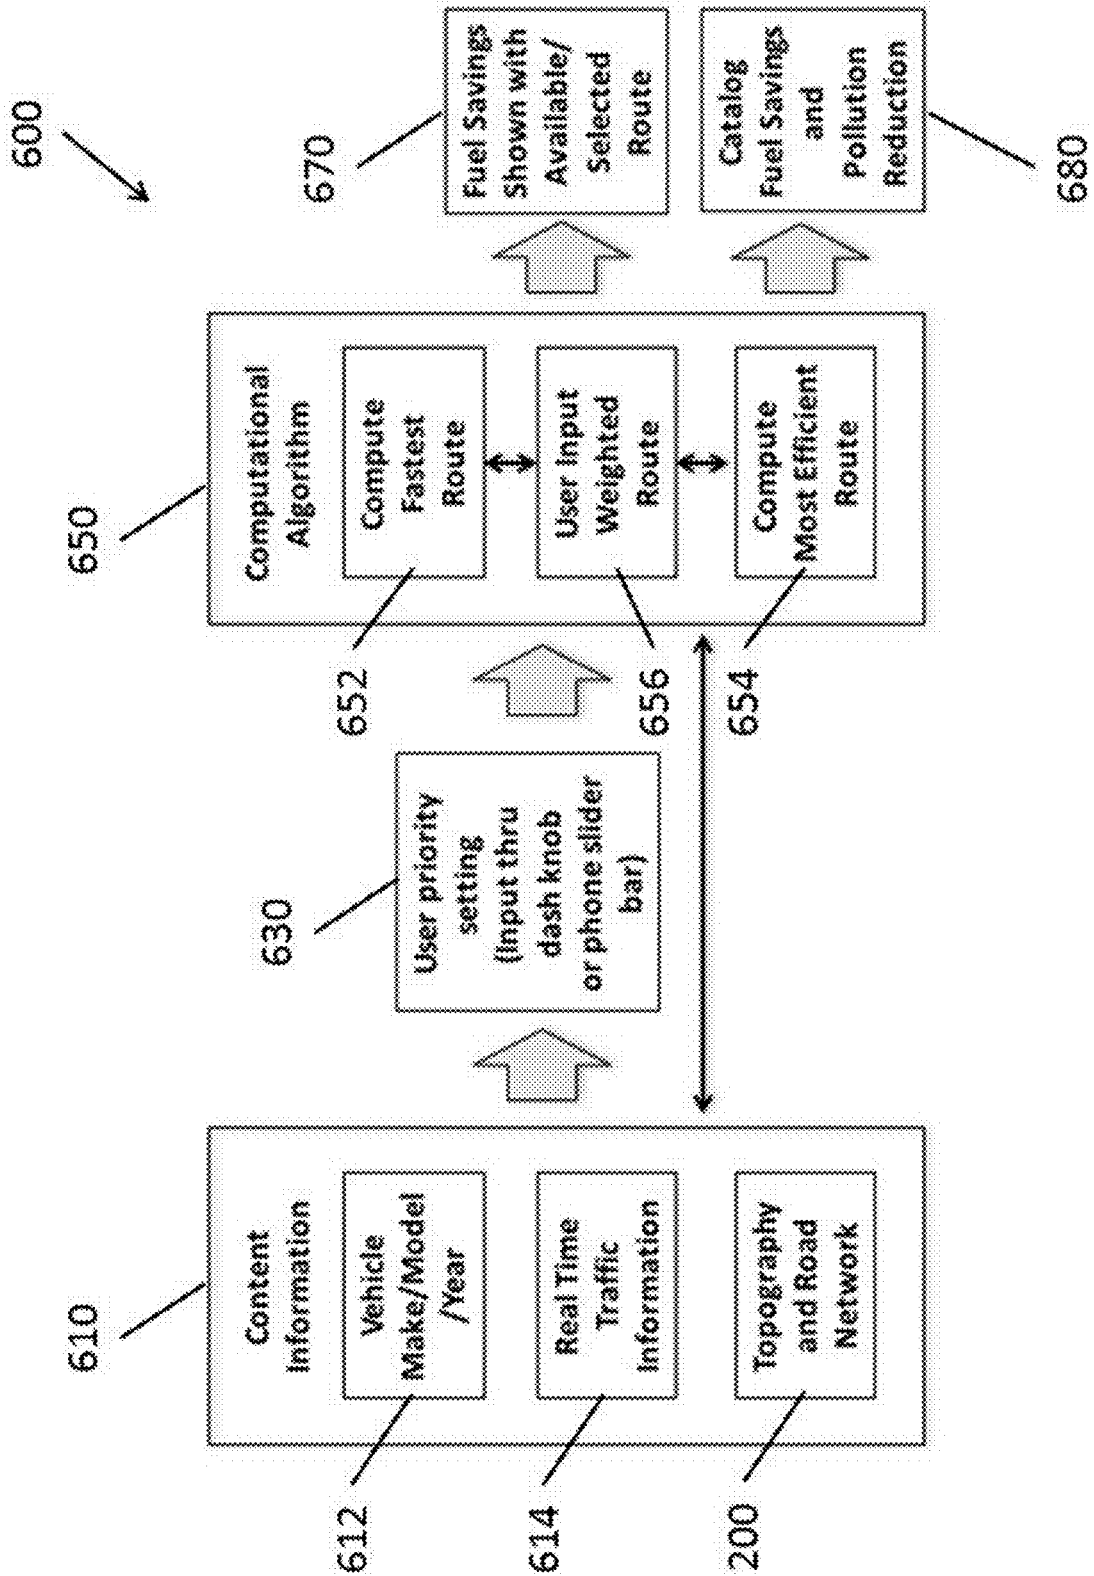 600
610
Content
Information
612
Vehicle
Make/Model
/Year
614
Real Time
Traffic
Information
200
Topography
and Road
Network
630
User priority
setting
(Input thru
dash knob
or phone slider
bar)
650
Computational
Algorithm
652
Compute
Fastest
Route
656
User Input
Weighted
Route
654
Compute
Most Efficient
Route
670
Fuel Savings
Shown with
Available/
Selected
Route
Catalog
Fuel Savings
and
Pollution
Reduction
680